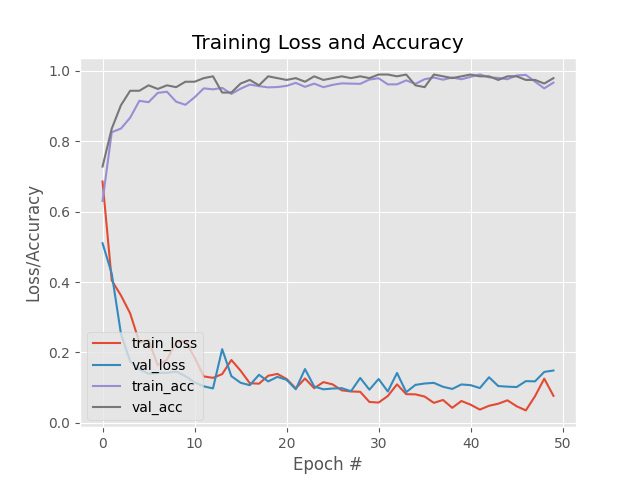 Training Loss and Accuracy
1.0
0.8
0.6
0.4
0.2
0.0
Loss/Accuracy
train_loss
val_loss
train_acc
val_acc
0 10 20 30 40 50
Epoch #